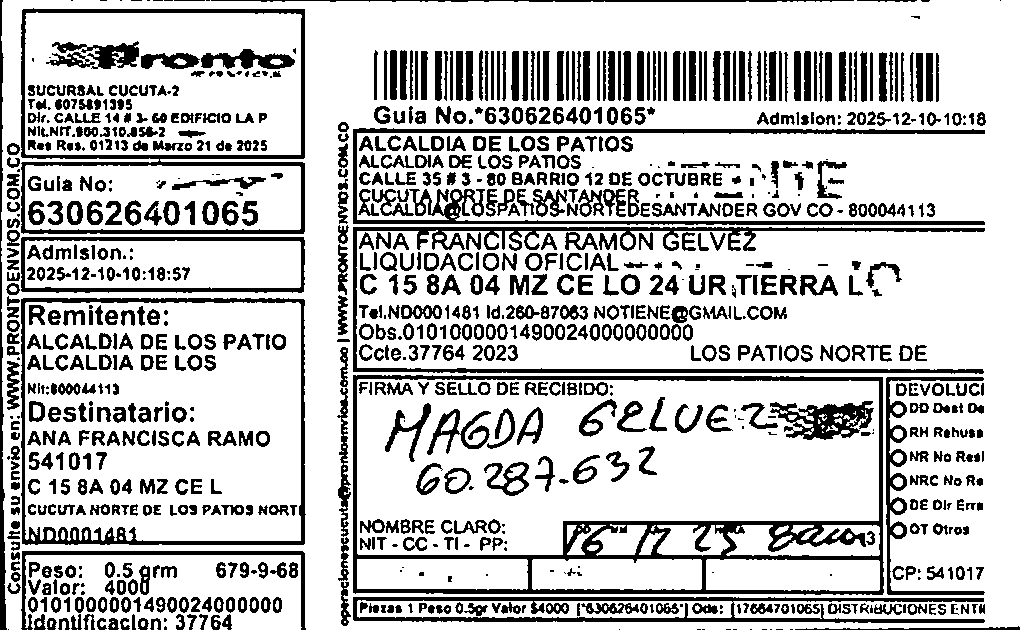 Pronto
SUCURSAL CUCUTA-2
Tel. 6075891395
Dir. CALLE 14 # 3- 60 EDIFICIO LA P
Nit.NIT.900.310.856-2
Res Res. 01213 de Marzo 21 de 2025
Guia No:
630626401065
Admision.:
2025-12-10-10:18:57
Remitente:
ALCALDIA DE LOS PATIO
ALCALDIA DE LOS
Nit:800044113
Destinatario:
ANA FRANCISCA RAMO
541017
C 15 8A 04 MZ CE L
CUCUTA NORTE DE LOS PATIOS NORTI
ND0001481
Peso: 0.5 grm 679-9-68
Valor: 4000
0101000001490024000000
Identificacion: 37764
Consulte su envio en: WWW.PRONTOENVIOS.COM.CO
operacionescucuta@prontoenvios.com.co | WWW.PRONTOENVIOS.COM.CO
Guia No.*630626401065*
Admision: 2025-12-10-10:18
ALCALDIA DE LOS PATIOS
ALCALDIA DE LOS PATIOS
CALLE 35 # 3 - 80 BARRIO 12 DE OCTUBRE
CUCUTA NORTE DE SANTANDER
ALCALDIA@LOSPATIOS-NORTEDESANTANDER GOV CO - 800044113
ANA FRANCISCA RAMON GELVEZ
LIQUIDACION OFICIAL
C 15 8A 04 MZ CE LO 24 UR TIERRA L
Tel.ND0001481 Id.260-87063 NOTIENE@GMAIL.COM
Obs.0101000001490024000000000
Ccte.37764 2023 LOS PATIOS NORTE DE
FIRMA Y SELLO DE RECIBIDO:
MAGDA GELVEZ
60.287.632
NOMBRE CLARO:
NIT - CC - TI - PP:
16 12 25
DEVOLUCI
DD Dest De
RH Rehusa
NR No Resi
NRC No Re
DE Dir Erra
OT Otros
CP: 541017
Piezas 1 Peso 0.5gr Valor $4000 [*630626401065*] Ods: [17664701065] DISTRIBUCIONES ENTR